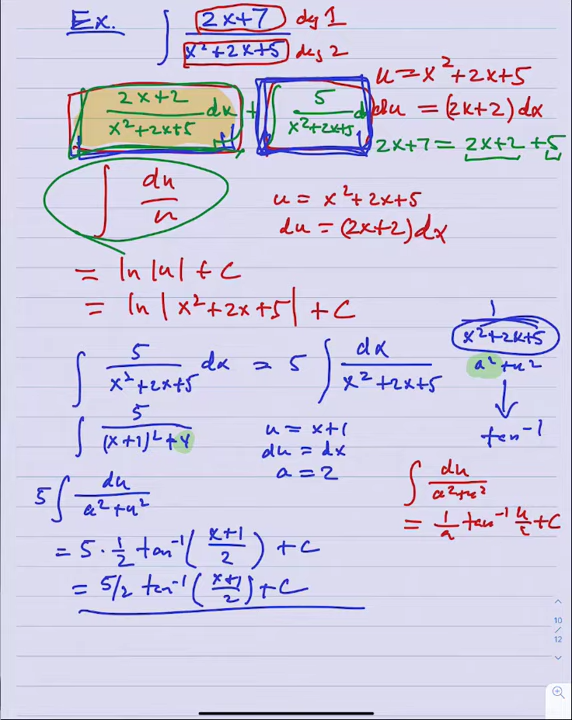 Ex. ∫ (2x+7)/(x²+2x+5) deg 1 deg 2
u = x²+2x+5
∫ (2x+2)/(x²+2x+5) dx + ∫ 5/(x²+2x+5) dx
du = (2x+2) dx
2x+7 = 2x+2 + 5
∫ du/u
u = x²+2x+5
du = (2x+2) dx
= ln |u| + C
= ln | x²+2x+5 | + C
∫ 5/(x²+2x+5) dx = 5 ∫ dx/(x²+2x+5)
1/(x²+2x+5)
a²+u²
tan⁻¹
∫ 5/((x+1)²+4)
u = x+1
du = dx
a = 2
5 ∫ du/(a²+u²)
∫ du/(a²+u²)
= 1/a tan⁻¹ u/a + C
= 5 · 1/2 tan⁻¹ ( (x+1)/2 ) + C
= 5/2 tan⁻¹ ( (x+1)/2 ) + C
10 / 12